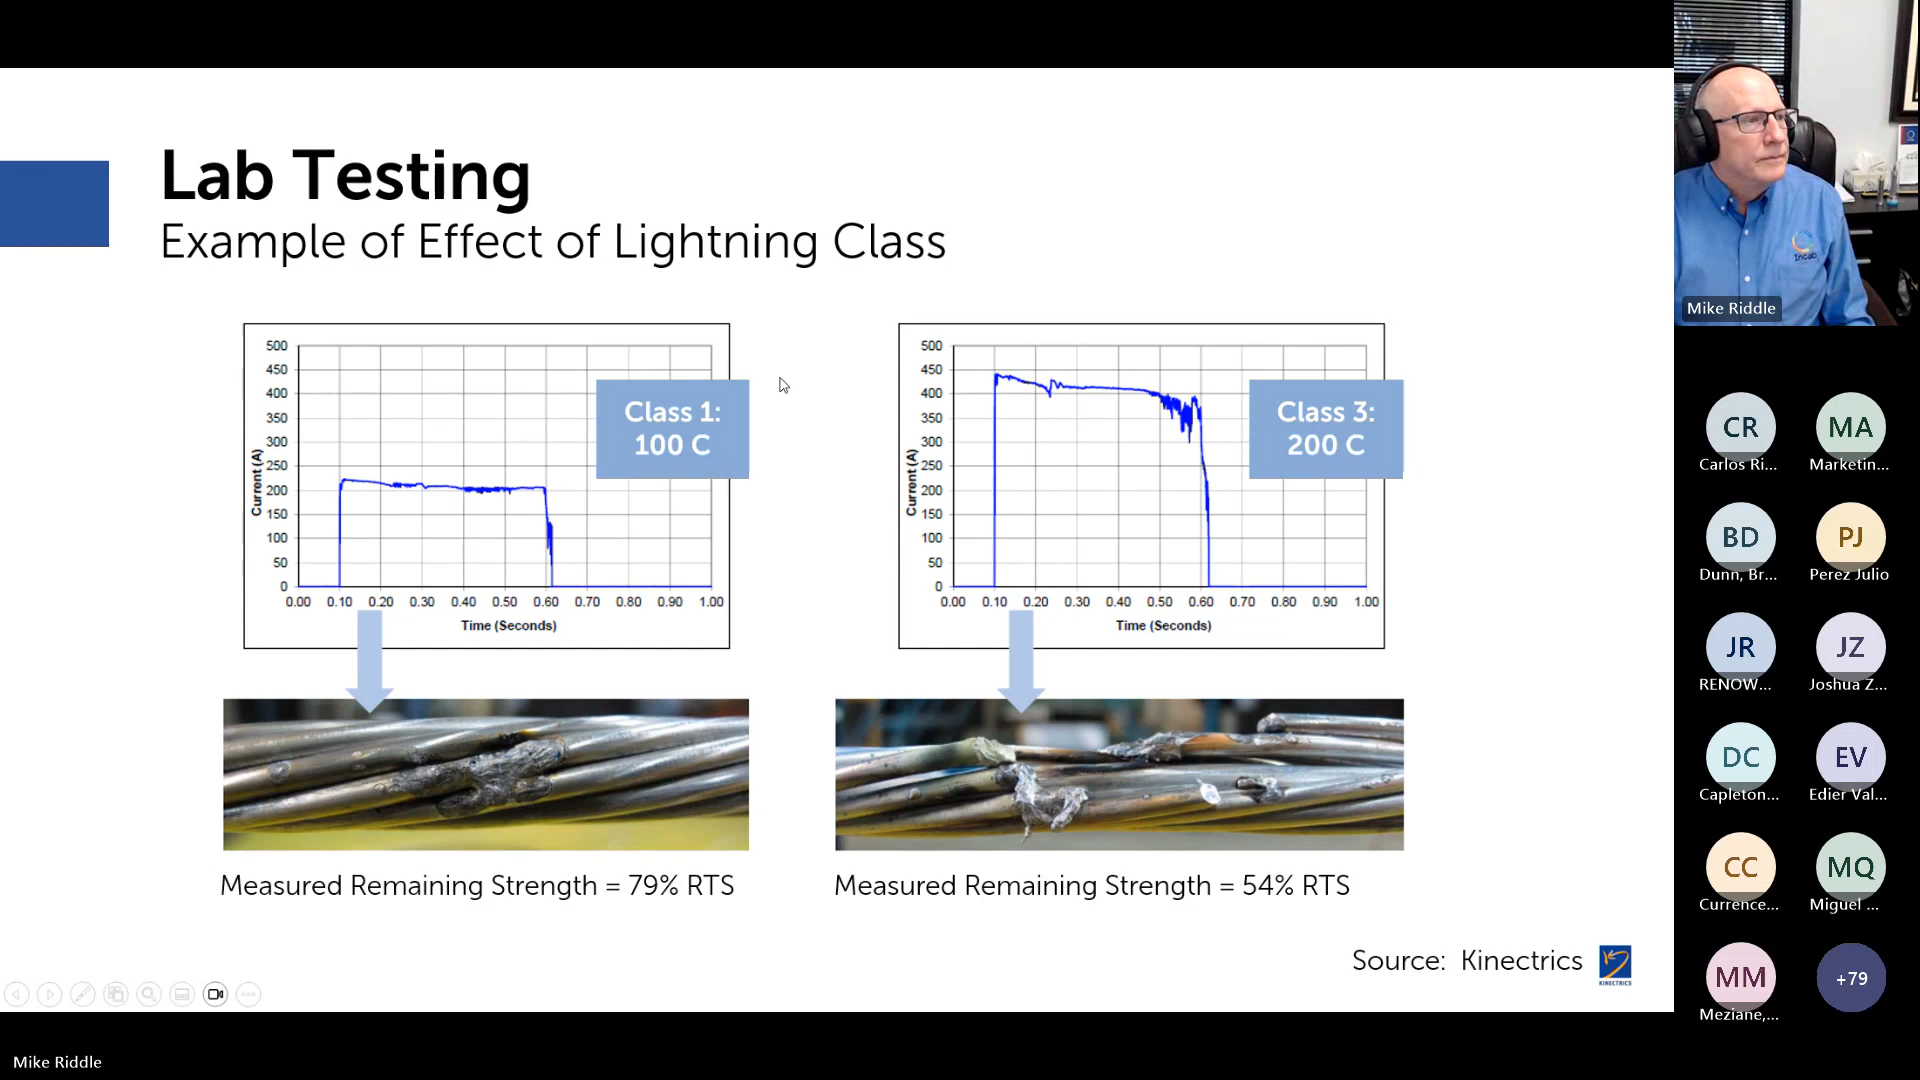 Lab Testing
Example of Effect of Lightning Class
500
450
400
350
300
250
200
150
100
50
0
Current (A)
0.00 0.10 0.20 0.30 0.40 0.50 0.60 0.70 0.80 0.90 1.00
Time (Seconds)
Class 1:
100 C
500
450
400
350
300
250
200
150
100
50
0
Current (A)
0.00 0.10 0.20 0.30 0.40 0.50 0.60 0.70 0.80 0.90 1.00
Time (Seconds)
Class 3:
200 C
Measured Remaining Strength = 79% RTS
Measured Remaining Strength = 54% RTS
Source: Kinectrics
KINECTRICS
Mike Riddle
Incab
Mike Riddle
CR
Carlos Ri...
MA
Marketin...
BD
Dunn, Br...
PJ
Perez Julio
JR
RENOW...
JZ
Joshua Z...
DC
Capleton...
EV
Edier Val...
CC
Currence...
MQ
Miguel ...
MM
Meziane,...
+79